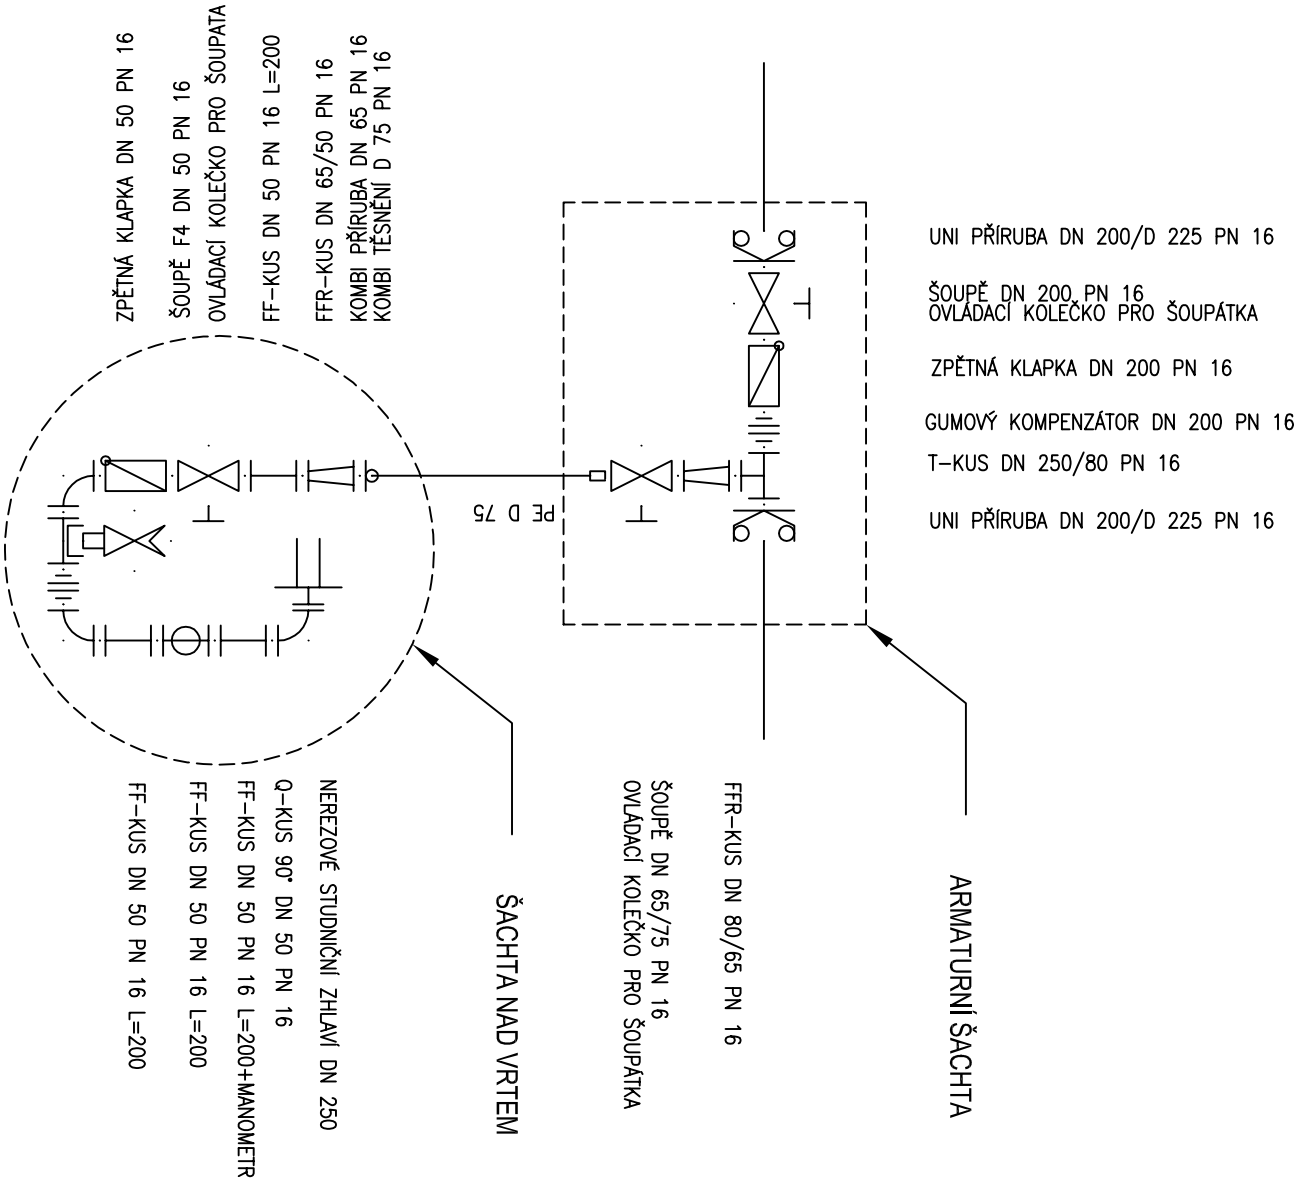 ZPĚTNÁ KLAPKA DN 50 PN 16
ŠOUPĚ F4 DN 50 PN 16
OVLÁDACÍ KOLEČKO PRO ŠOUPATA
FF-KUS DN 50 PN 16 L=200
FFR-KUS DN 65/50 PN 16
KOMBI PŘÍRUBA DN 65 PN 16
KOMBI TĚSNĚNÍ D 75 PN 16
UNI PŘÍRUBA DN 200/D 225 PN 16
ŠOUPĚ DN 200 PN 16
OVLÁDACÍ KOLEČKO PRO ŠOUPÁTKA
ZPĚTNÁ KLAPKA DN 200 PN 16
GUMOVÝ KOMPENZÁTOR DN 200 PN 16
T-KUS DN 250/80 PN 16
UNI PŘÍRUBA DN 200/D 225 PN 16
PE D 75
FF-KUS DN 50 PN 16 L=200
FF-KUS DN 50 PN 16 L=200
FF-KUS DN 50 PN 16 L=200+MANOMETR
Q-KUS 90° DN 50 PN 16
NEREZOVÉ STUDNIČNÍ ZHLAVÍ DN 250
ŠACHTA NAD VRTEM
OVLÁDACÍ KOLEČKO PRO ŠOUPÁTKA
ŠOUPĚ DN 65/75 PN 16
FFR-KUS DN 80/65 PN 16
ARMATURNÍ ŠACHTA